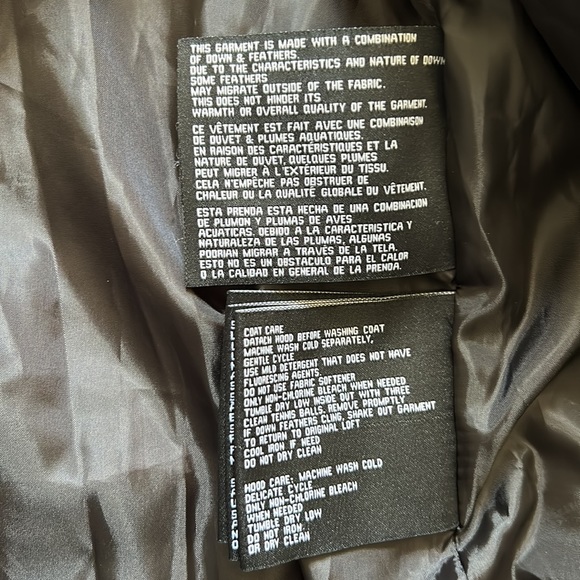 THIS GARMENT IS MADE WITH A COMBINATION
OF DOWN & FEATHERS
DUE TO THE CHARACTERISTICS AND NATURE OF DOWN
SOME FEATHERS
MAY MIGRATE OUTSIDE OF THE FABRIC.
THIS DOES NOT HINDER ITS
WARMTH OR OVERALL QUALITY OF THE GARMENT.
CE VÊTEMENT EST FAIT AVEC UNE COMBINAISON
DE DUVET & PLUMES AQUATIQUES.
EN RAISON DES CARACTÉRISTIQUES ET LA
NATURE DE DUVET, QUELQUES PLUMES
PEUT MIGRER À L'EXTÉRIEUR DU TISSU.
CELA N'EMPÊCHE PAS OBSTRUER DE
CHALEUR OU LA QUALITÉ GLOBALE DU VÊTEMENT.
ESTA PRENDA ESTA HECHA DE UNA COMBINACION
DE PLUMON Y PLUMAS DE AVES
ACUATICAS. DEBIDO A LA CARACTERISTICA Y
NATURALEZA DE LAS PLUMAS, ALGUNAS
PODRIAN MIGRAR A TRAVÉS DE LA TELA.
ESTO NO ES UN OBSTACULO PARA EL CALOR
O LA CALIDAD EN GENERAL DE LA PRENDA.
COAT CARE
DATACH HOOD BEFORE WASHING COAT
MACHINE WASH COLD SEPARATELY,
GENTLE CYCLE
USE MILD DETERGENT THAT DOES NOT HAVE
FLUORESCING AGENTS.
DO NOT USE FABRIC SOFTENER
ONLY NON-CHLORINE BLEACH WHEN NEEDED
TUMBLE DRY LOW INSIDE OUT WITH THREE
CLEAN TENNIS BALLS. REMOVE PROMPTLY
IF DOWN FEATHERS CLING, SHAKE OUT GARMENT
TO RETURN TO ORIGINAL LOFT
COOL IRON IF NEED
DO NOT DRY CLEAN
HOOD CARE: MACHINE WASH COLD
DELICATE CYCLE
ONLY NON-CHLORINE BLEACH
WHEN NEEDED
TUMBLE DRY LOW
DO NOT IRON.
OR DRY CLEAN